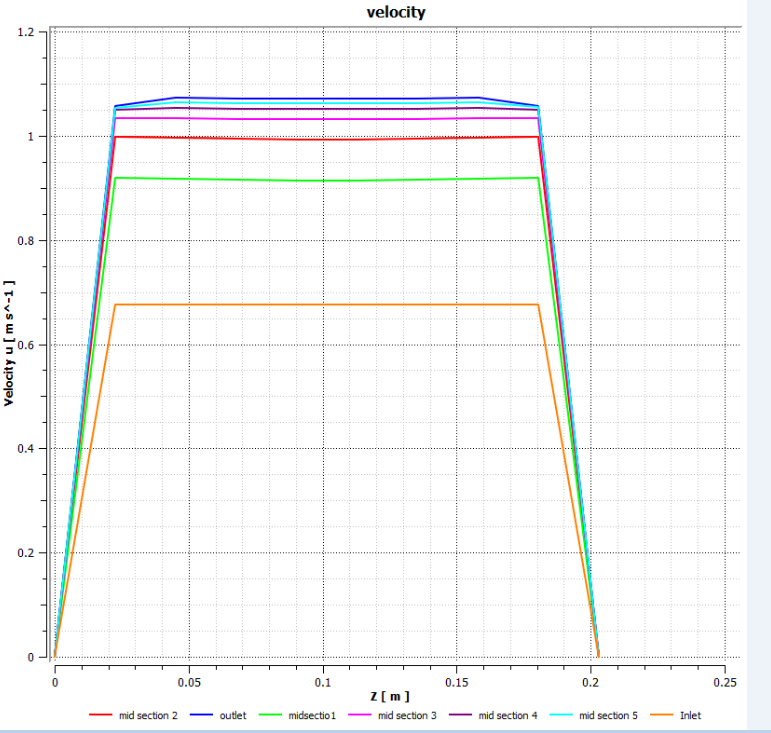 velocity
1.2
1
0.8
0.6
0.4
0.2
0
Velocity u [ m s^-1 ]
0 0.05 0.1 0.15 0.2 0.25
Z [ m ]
mid section 2 outlet midsectio1 mid section 3 mid section 4 mid section 5 Inlet